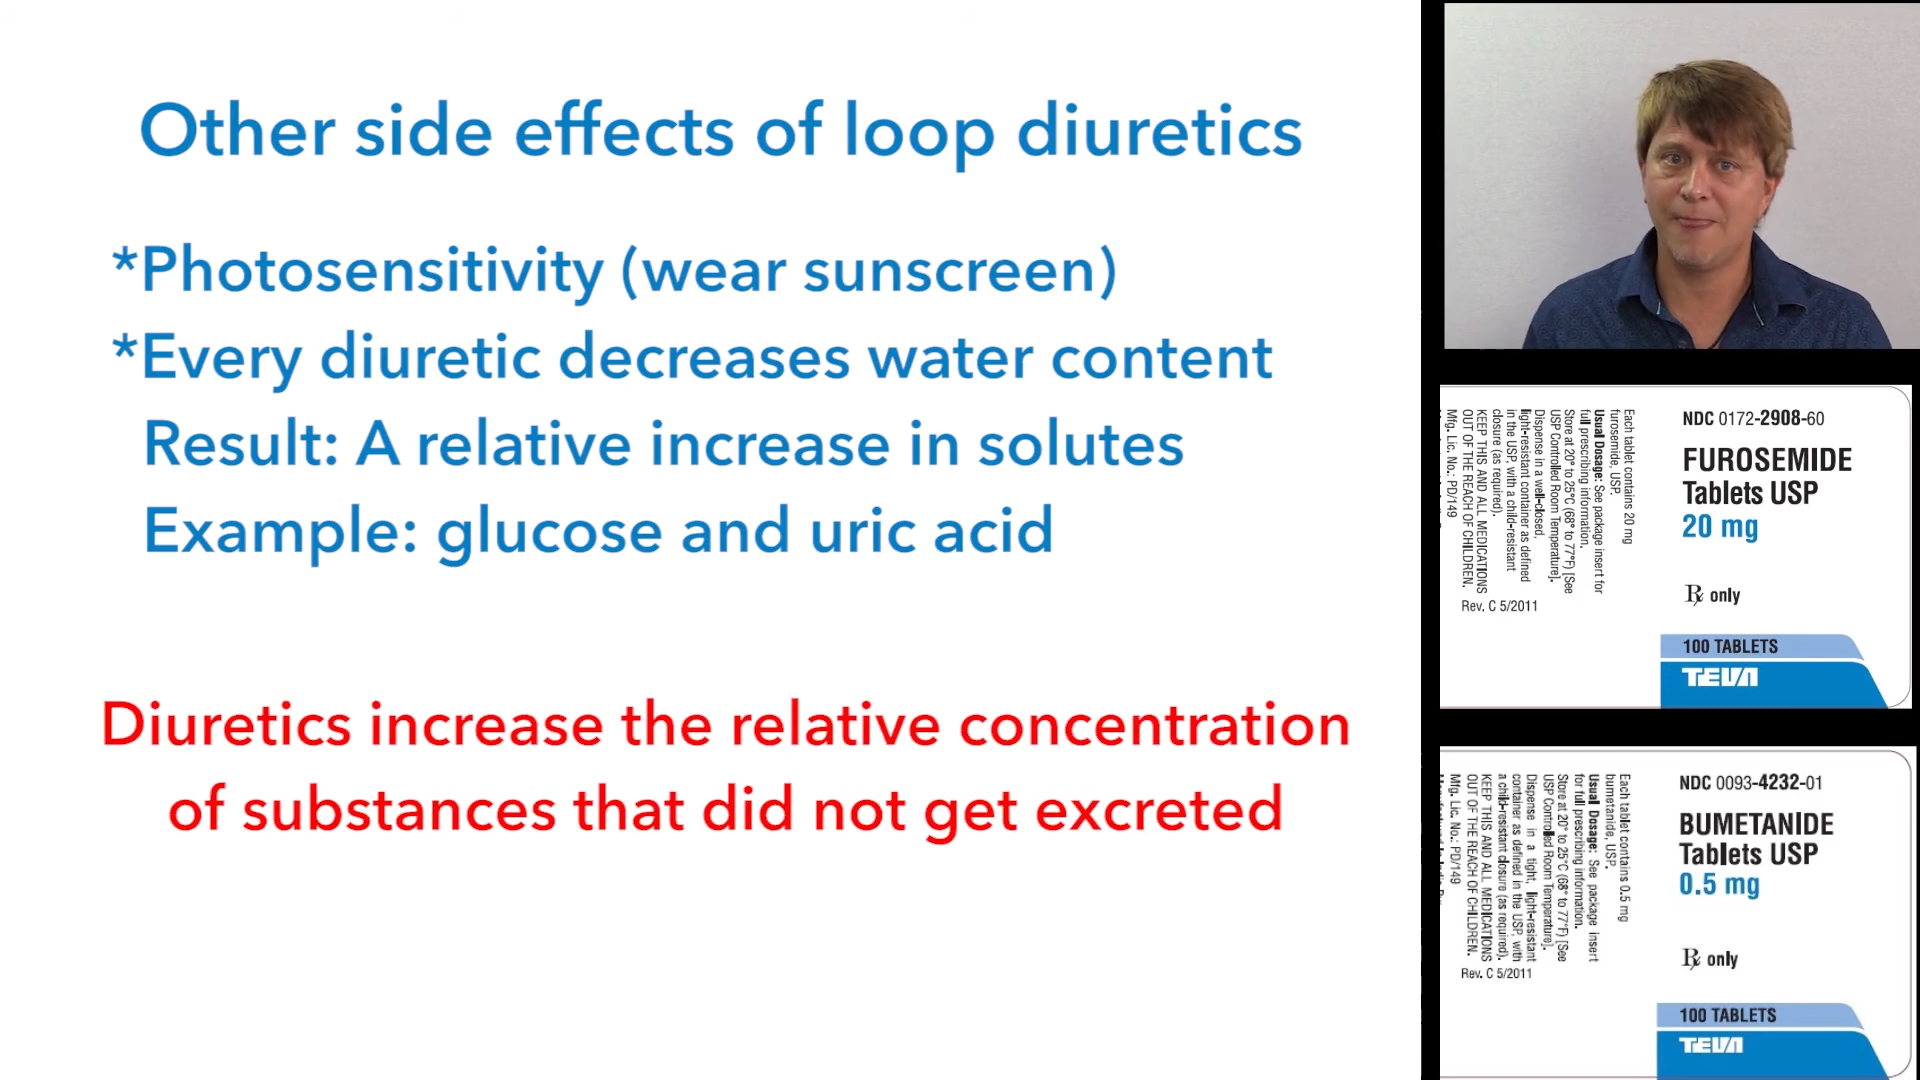 Other side effects of loop diuretics
*Photosensitivity (wear sunscreen)
*Every diuretic decreases water content
Result: A relative increase in solutes
Example: glucose and uric acid
Diuretics increase the relative concentration
of substances that did not get excreted
Each tablet contains 20 mg
furosemide, USP.
Usual Dosage: See package insert for
full prescribing information.
Store at 20° to 25°C (68° to 77°F) [See
USP Controlled Room Temperature].
Dispense in a well-closed,
light-resistant container as defined
in the USP, with a child-resistant
closure (as required).
KEEP THIS AND ALL MEDICATIONS
OUT OF THE REACH OF CHILDREN.
Mfg. Lic. No.: PD/149
Rev. C 5/2011
NDC 0172-2908-60
FUROSEMIDE
Tablets USP
20 mg
Rx only
100 TABLETS
TEVA
Each tablet contains 0.5 mg
bumetanide, USP.
Usual Dosage: See package insert
for full prescribing information.
Store at 20° to 25°C (68° to 77°F) [See
USP Controlled Room Temperature].
Dispense in a tight, light-resistant
container as defined in the USP, with
a child-resistant closure (as required).
KEEP THIS AND ALL MEDICATIONS
OUT OF THE REACH OF CHILDREN.
Mfg. Lic. No.: PD/149
Rev. C 5/2011
NDC 0093-4232-01
BUMETANIDE
Tablets USP
0.5 mg
Rx only
100 TABLETS
TEVA